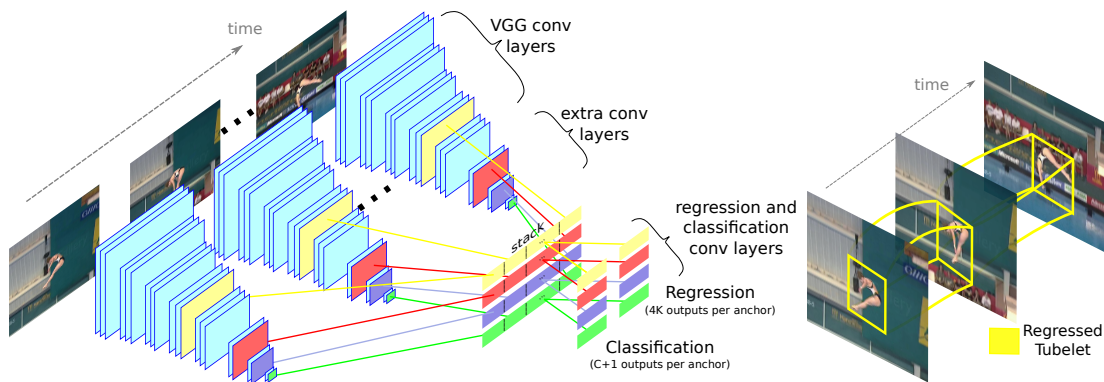 time
VGG conv
layers
extra conv
layers
stack
regression and
classification
conv layers
Regression
(4K outputs per anchor)
Classification
(C+1 outputs per anchor)
time
Regressed
Tubelet